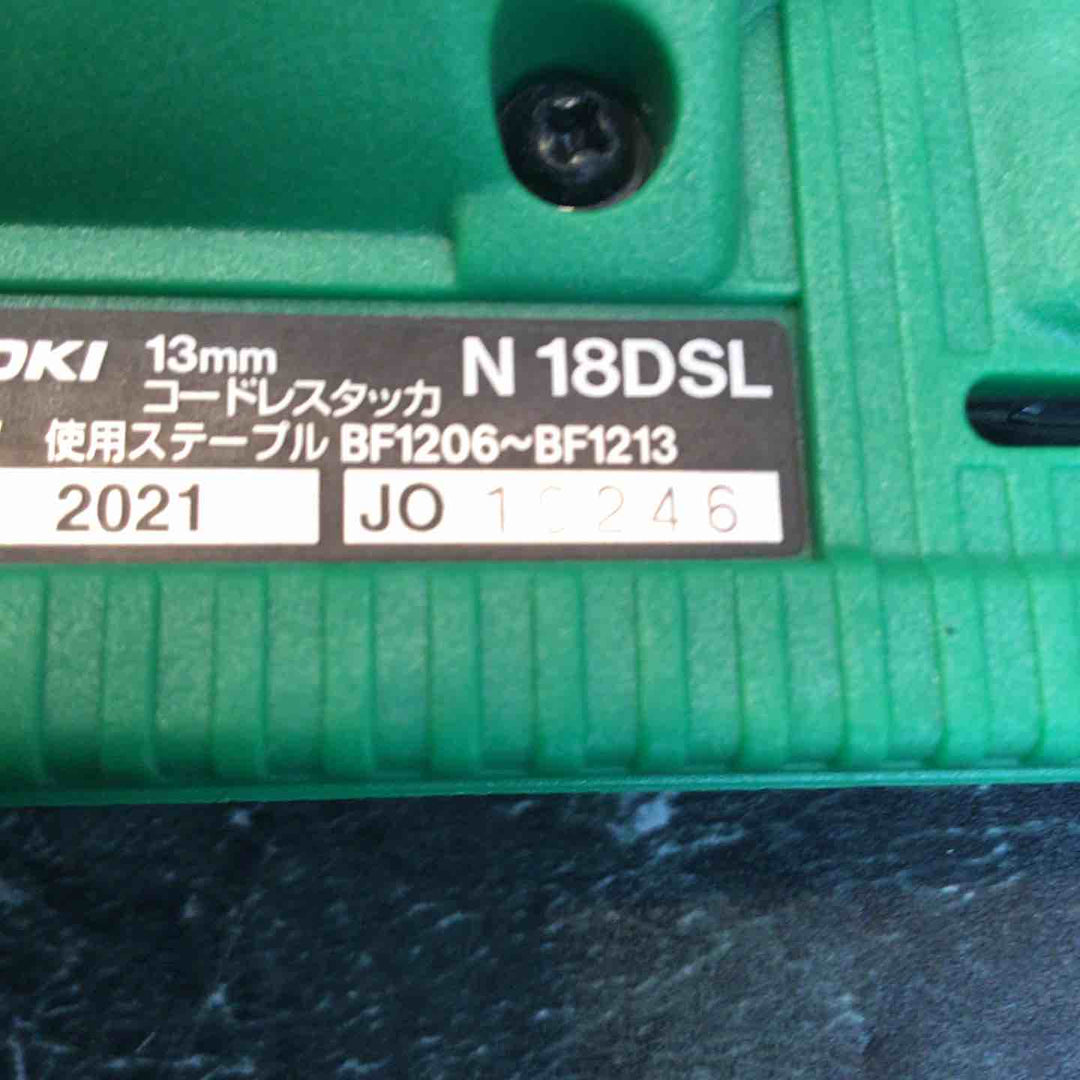 OKI 13mm コードレスタッカ N 18DSL
使用ステープル BF1206~BF1213
2021 JO